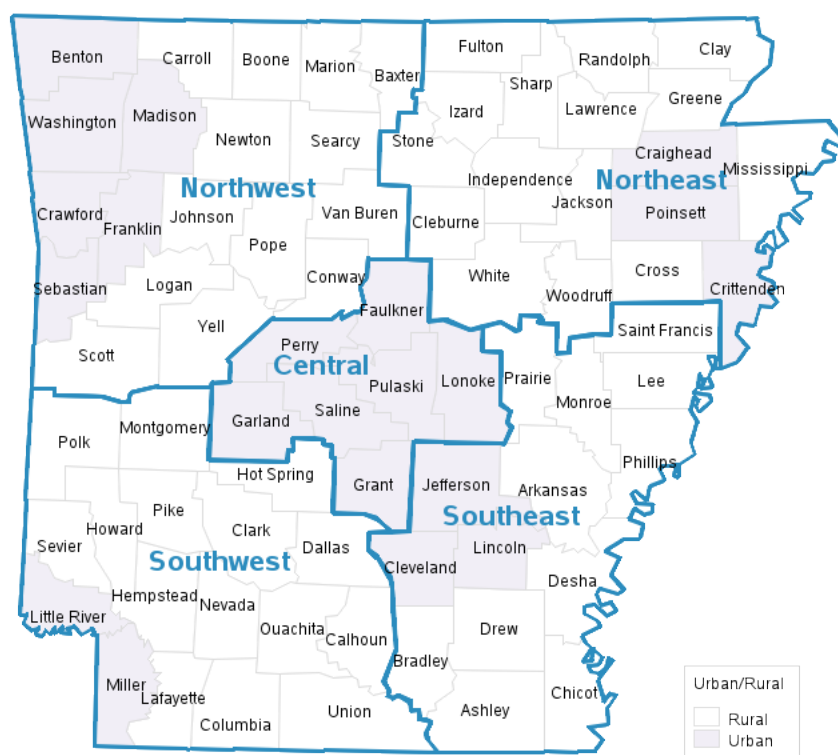 Benton
Carroll
Boone
Marion
Baxter
Fulton
Sharp
Randolph
Clay
Washington
Madison
Newton
Searcy
Stone
Izard
Lawrence
Greene
Northwest
Independence
Northeast
Craighead
Mississippi
Crawford
Franklin
Johnson
Pope
Van Buren
Cleburne
Jackson
Poinsett
Sebastian
Logan
Conway
White
Woodruff
Cross
Crittenden
Scott
Yell
Faulkner
Saint Francis
Perry
Central
Pulaski
Lonoke
Prairie
Monroe
Lee
Garland
Saline
Polk
Montgomery
Hot Spring
Grant
Jefferson
Arkansas
Phillips
Southeast
Pike
Howard
Clark
Dallas
Sevier
Southwest
Cleveland
Lincoln
Desha
Little River
Hempstead
Nevada
Ouachita
Calhoun
Drew
Bradley
Miller
Lafayette
Columbia
Union
Ashley
Chicot
Urban/Rural
Rural
Urban